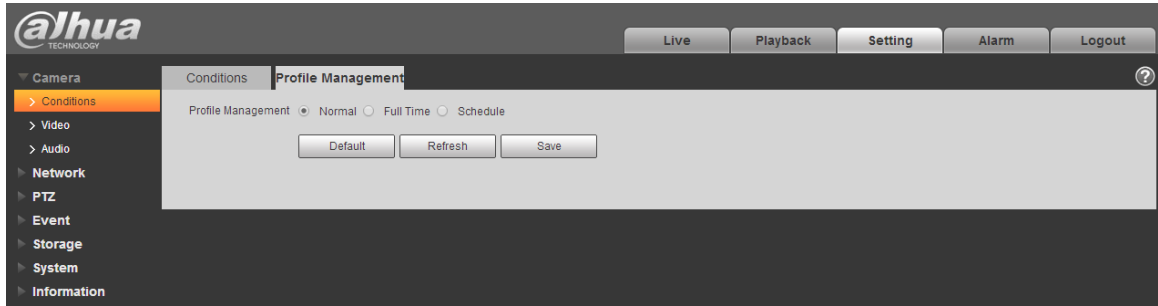 alhua
TECHNOLOGY
Live Playback Setting Alarm Logout
Camera
Conditions
Video
Audio
Network
PTZ
Event
Storage
System
Information
Conditions Profile Management
?
Profile Management Normal Full Time Schedule
Default Refresh Save